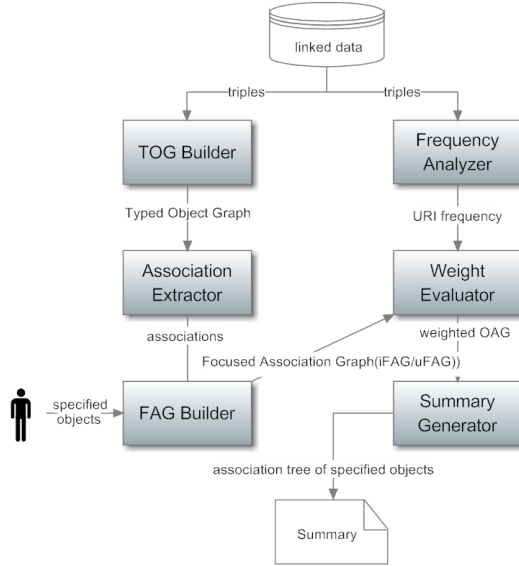 linked data
triples
triples
TOG Builder
Frequency
Analyzer
Typed Object Graph
URI frequency
Association
Extractor
Weight
Evaluator
associations
weighted OAG
Focused Association Graph(iFAG/uFAG))
specified
objects
FAG Builder
Summary
Generator
association tree of specified objects
Summary